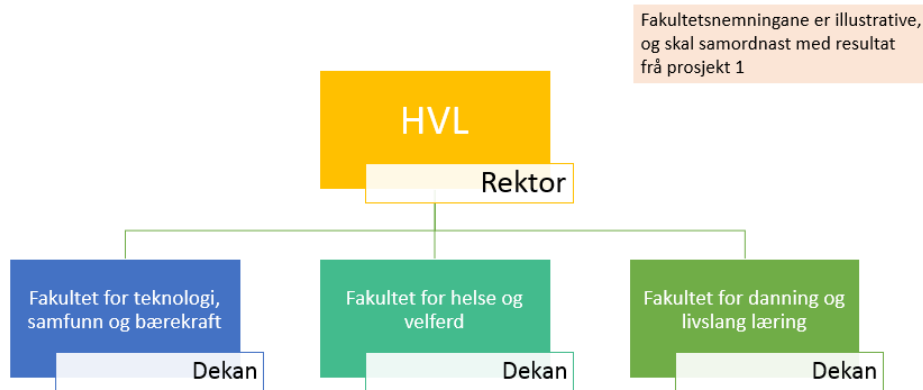 Fakultetsnemningane er illustrative,
og skal samordnast med resultat
frå prosjekt 1
HVL
Rektor
Fakultet for teknologi,
samfunn og bærekraft
Dekan
Fakultet for helse og
velferd
Dekan
Fakultet for danning og
livslang læring
Dekan